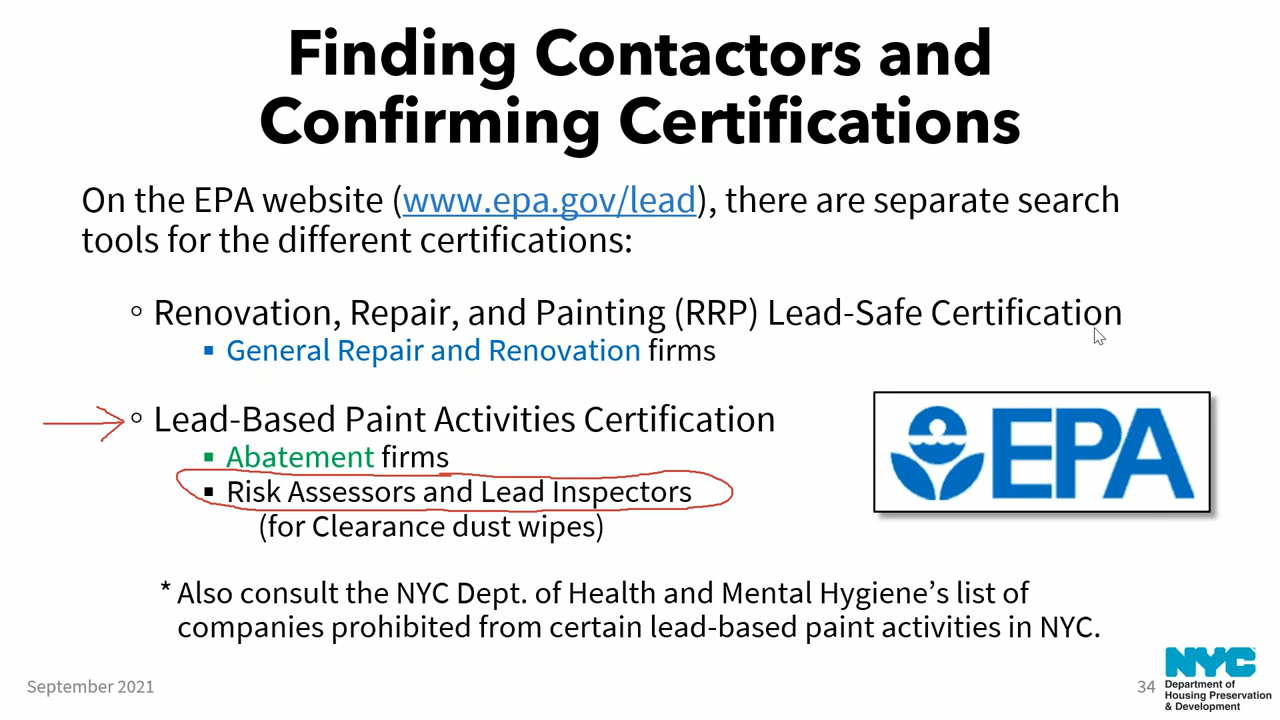 Finding Contactors and
Confirming Certifications
On the EPA website (www.epa.gov/lead), there are separate search
tools for the different certifications:
◦ Renovation, Repair, and Painting (RRP) Lead-Safe Certification
▪ General Repair and Renovation firms
◦ Lead-Based Paint Activities Certification
▪ Abatement firms
▪ Risk Assessors and Lead Inspectors
(for Clearance dust wipes)
EPA
* Also consult the NYC Dept. of Health and Mental Hygiene’s list of
companies prohibited from certain lead-based paint activities in NYC.
September 2021
34
NYC
Department of
Housing Preservation
& Development